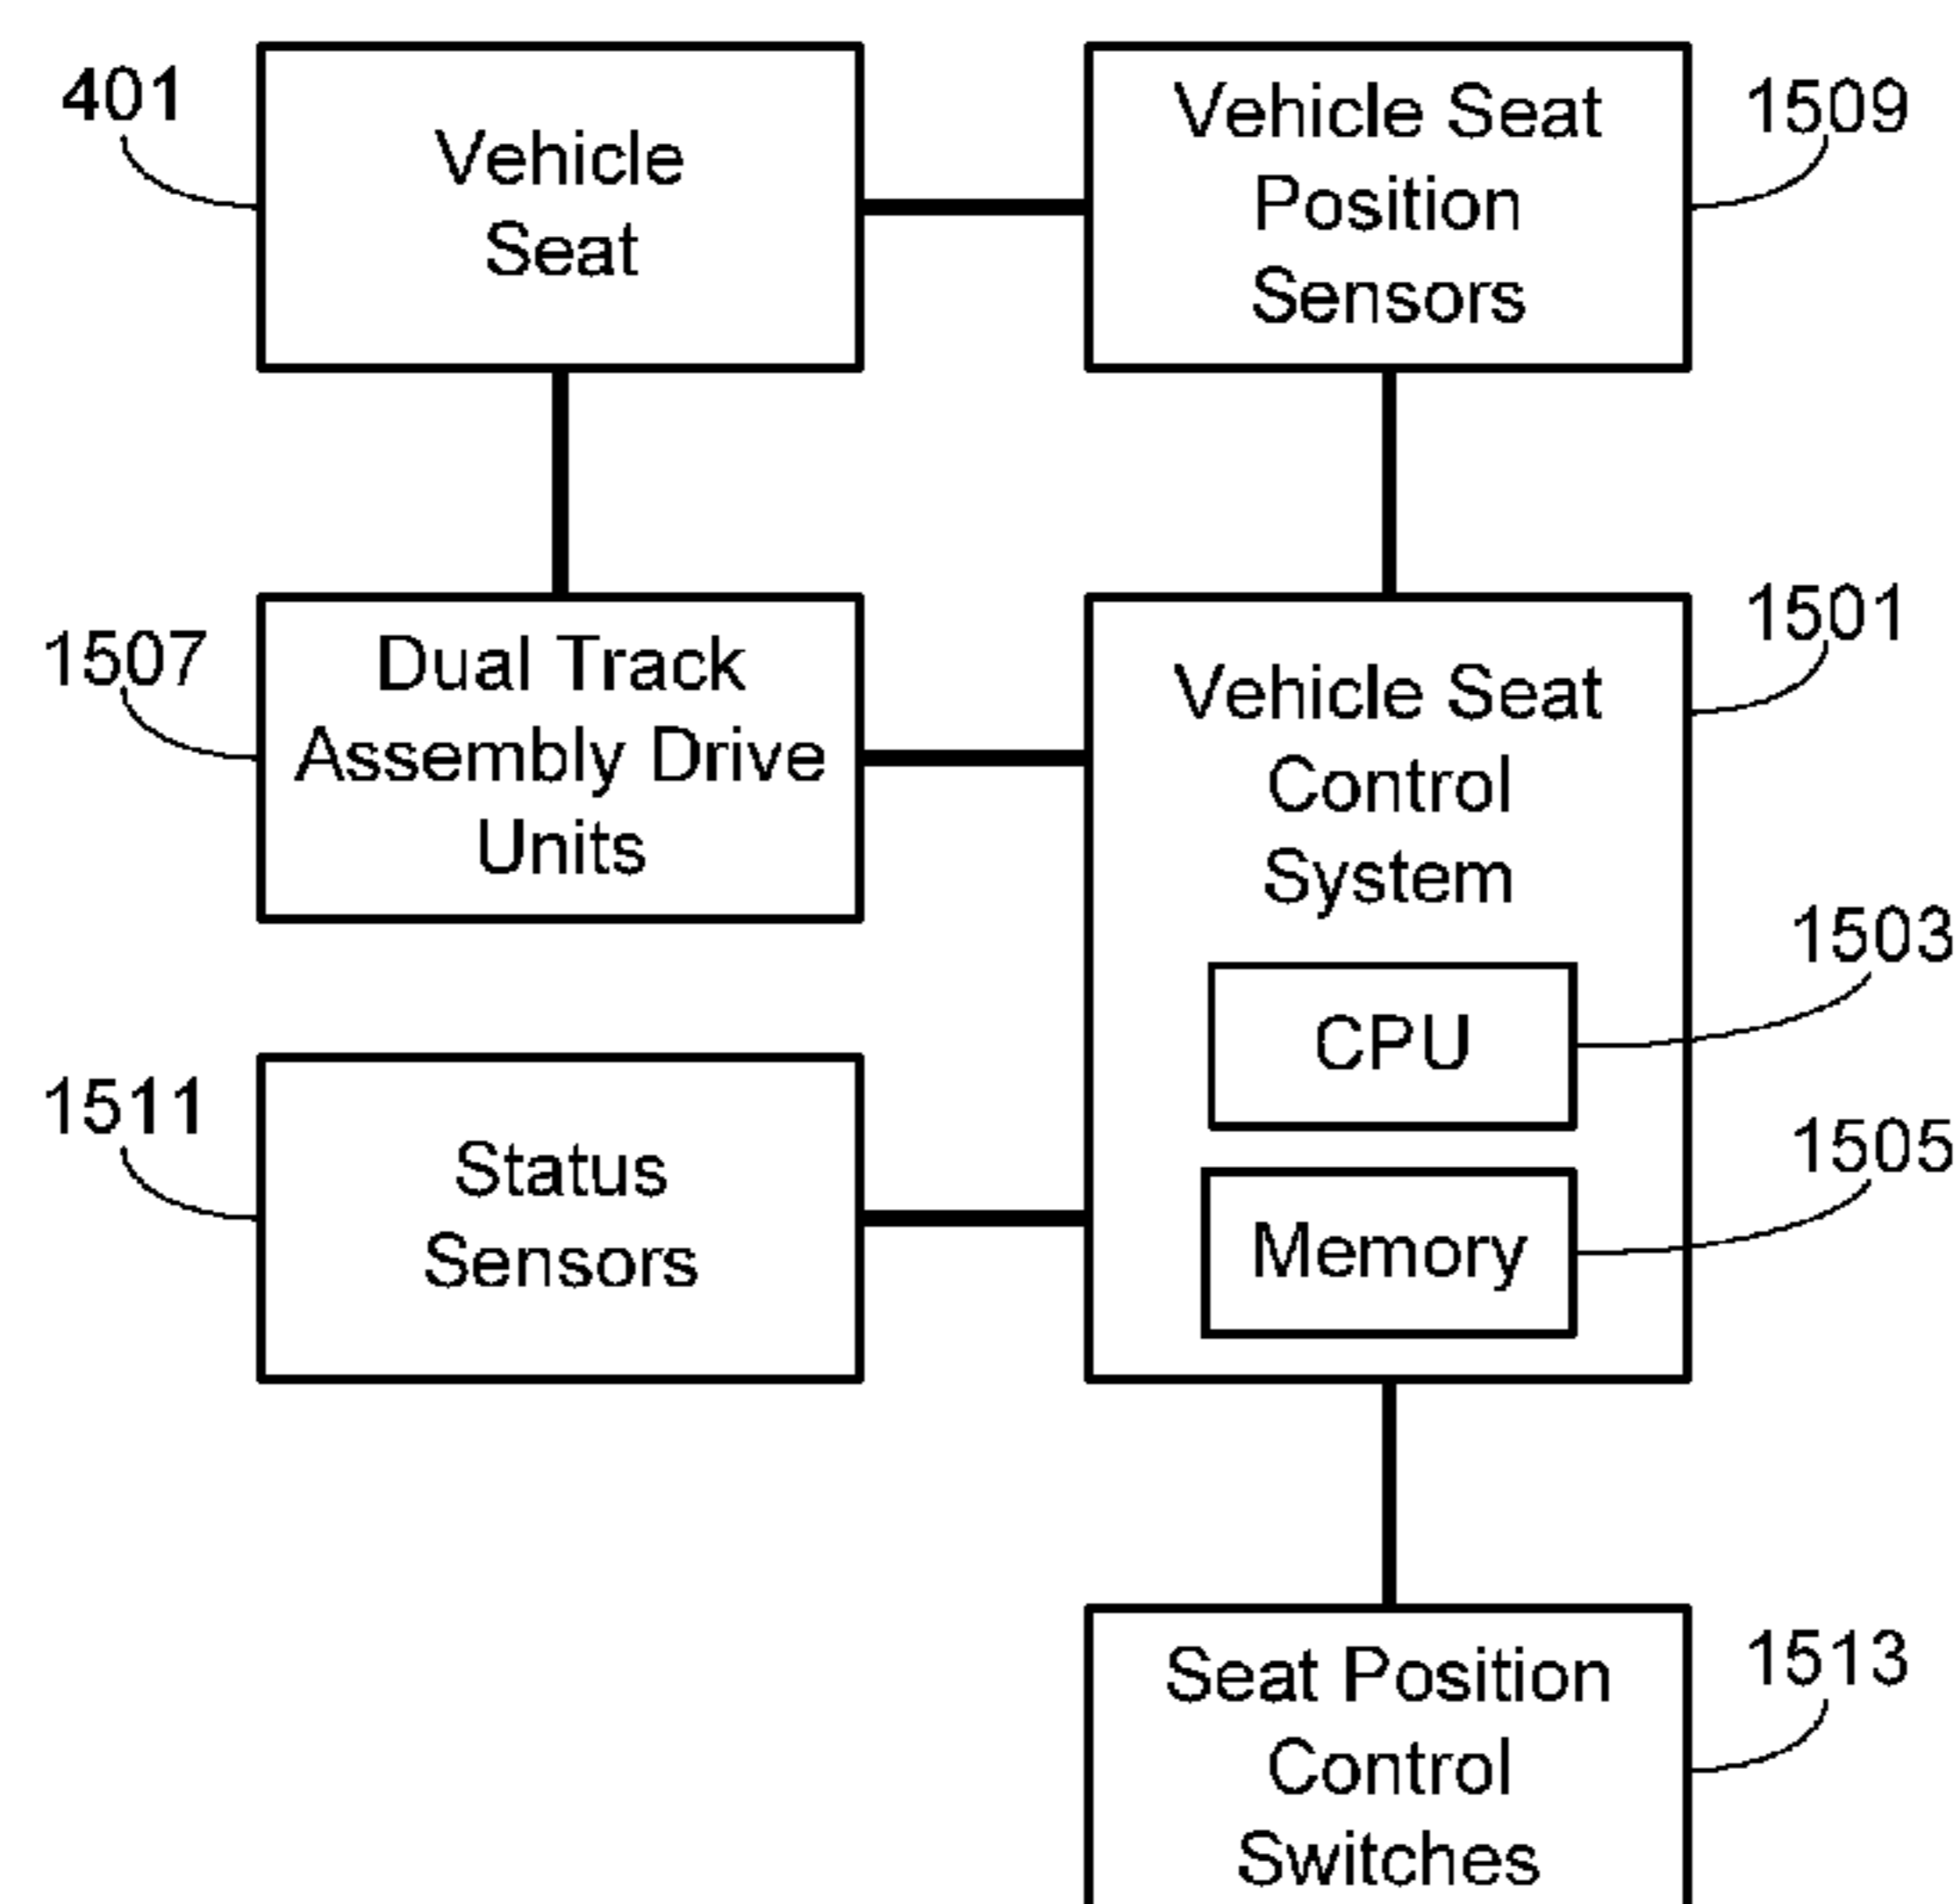 401
Vehicle
Seat
Vehicle Seat
Position
Sensors
1509
1507
Dual Track
Assembly Drive
Units
Vehicle Seat
Control
System
1501
CPU
1503
Memory
1505
1511
Status
Sensors
Seat Position
Control
Switches
1513